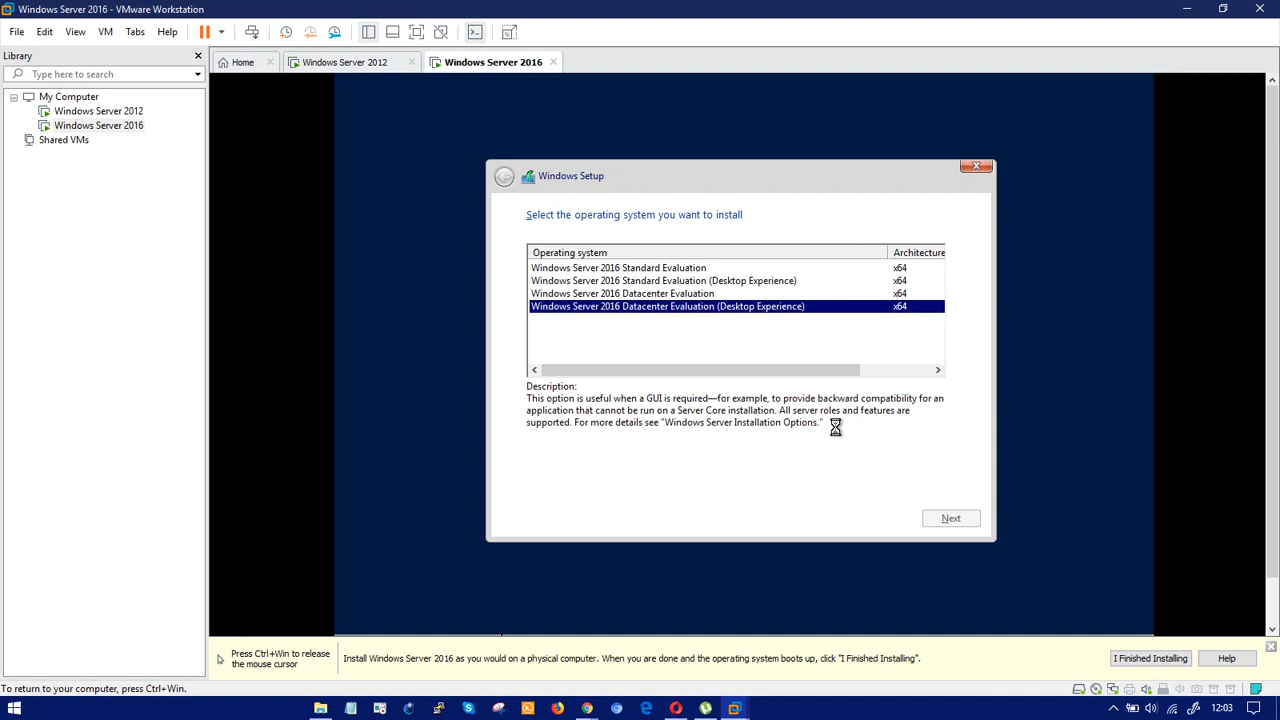 Windows Server 2016 - VMware Workstation
File Edit View VM Tabs Help
Library
Type here to search
My Computer
Windows Server 2012
Windows Server 2016
Shared VMs
Home
Windows Server 2012
Windows Server 2016
Windows Setup
Select the operating system you want to install
Operating system Architecture
Windows Server 2016 Standard Evaluation x64
Windows Server 2016 Standard Evaluation (Desktop Experience) x64
Windows Server 2016 Datacenter Evaluation x64
Windows Server 2016 Datacenter Evaluation (Desktop Experience) x64
Description:
This option is useful when a GUI is required—for example, to provide backward compatibility for an
application that cannot be run on a Server Core installation. All server roles and features are
supported. For more details see "Windows Server Installation Options."
Next
Press Ctrl+Win to release
the mouse cursor
Install Windows Server 2016 as you would on a physical computer. When you are done and the operating system boots up, click "I Finished Installing".
I Finished Installing
Help
To return to your computer, press Ctrl+Win.
12:03